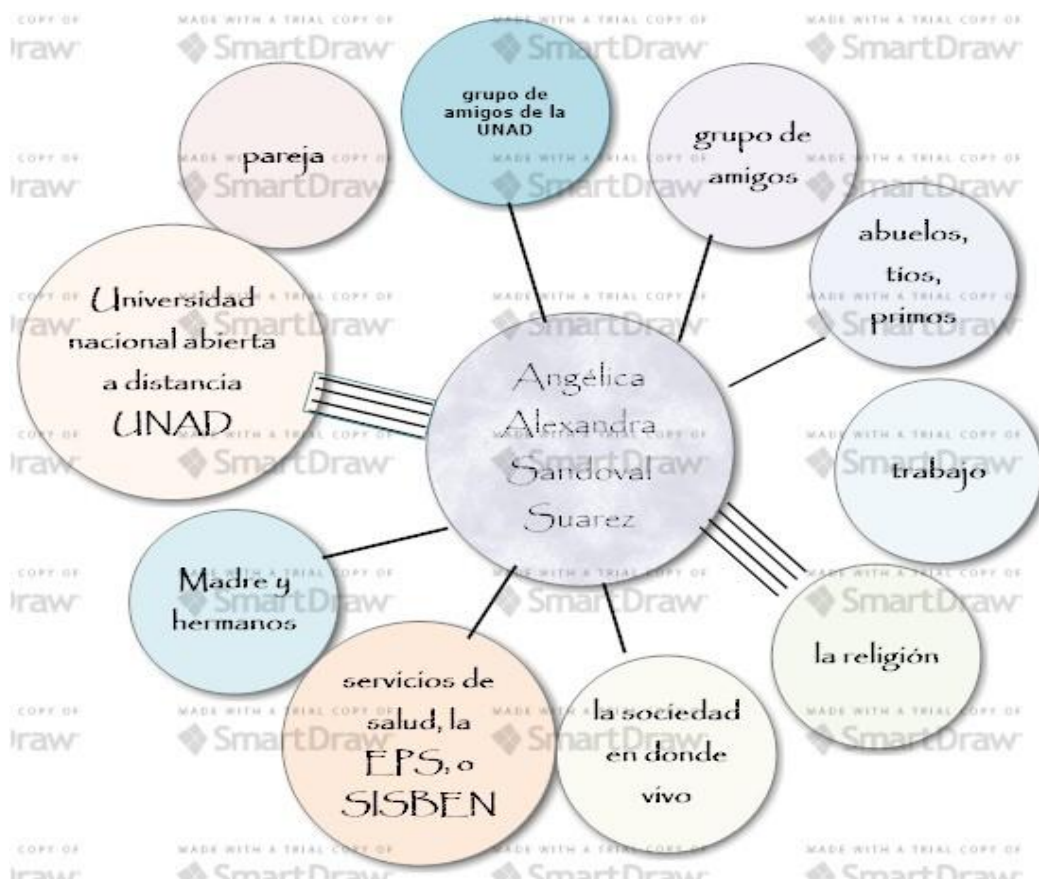 grupo de
amigos de la
UNAD
grupo de
amigos
pareja
abuelos,
tíos,
primos
Universidad
nacional abierta
a distancia
UNAD
Angélica
Alexandra
Sandoval
Suarez
trabajo
Madre y
hermanos
la religión
servicios de
salud, la
EPS, o
SISBEN
la sociedad
en donde
vivo
MADE WITH A TRIAL COPY OF
SmartDraw